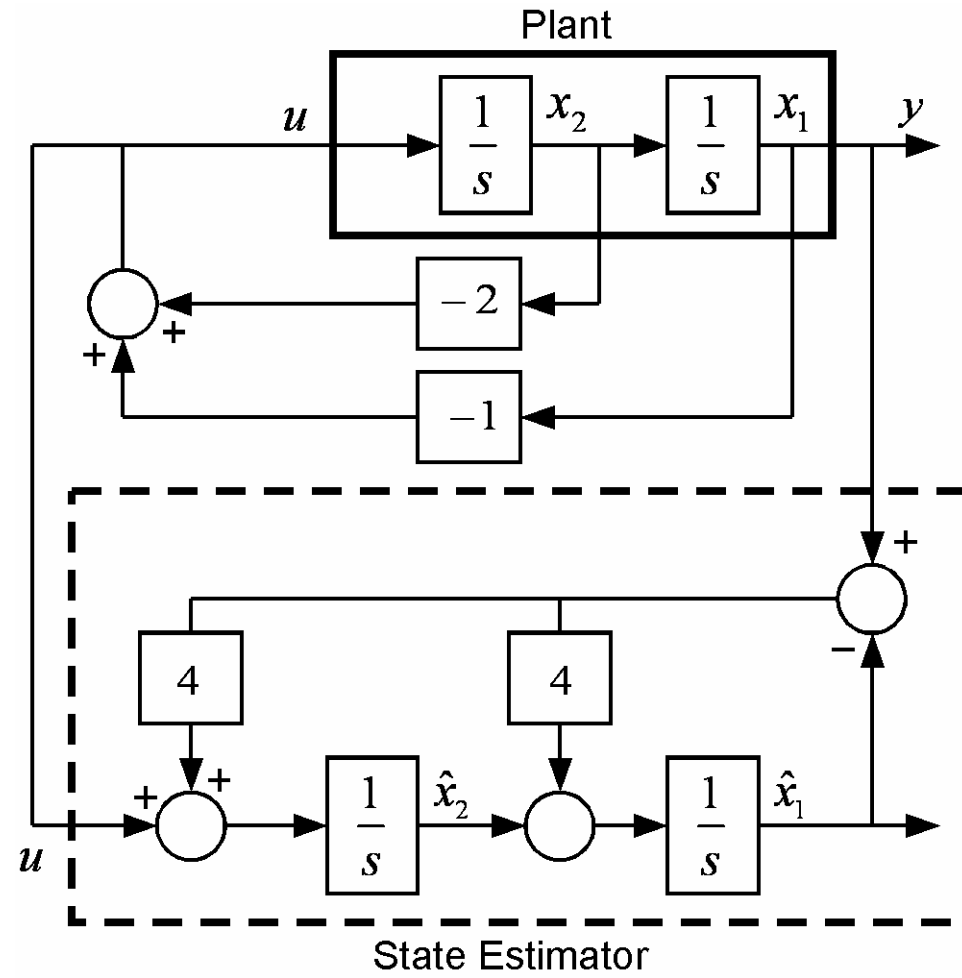 Plant
u
1
s
x₂
1
s
x₁
y
− 2
+
+
−1
+
−
4
4
+
+
1
s
x̂₂
1
s
x̂₁
u
State Estimator